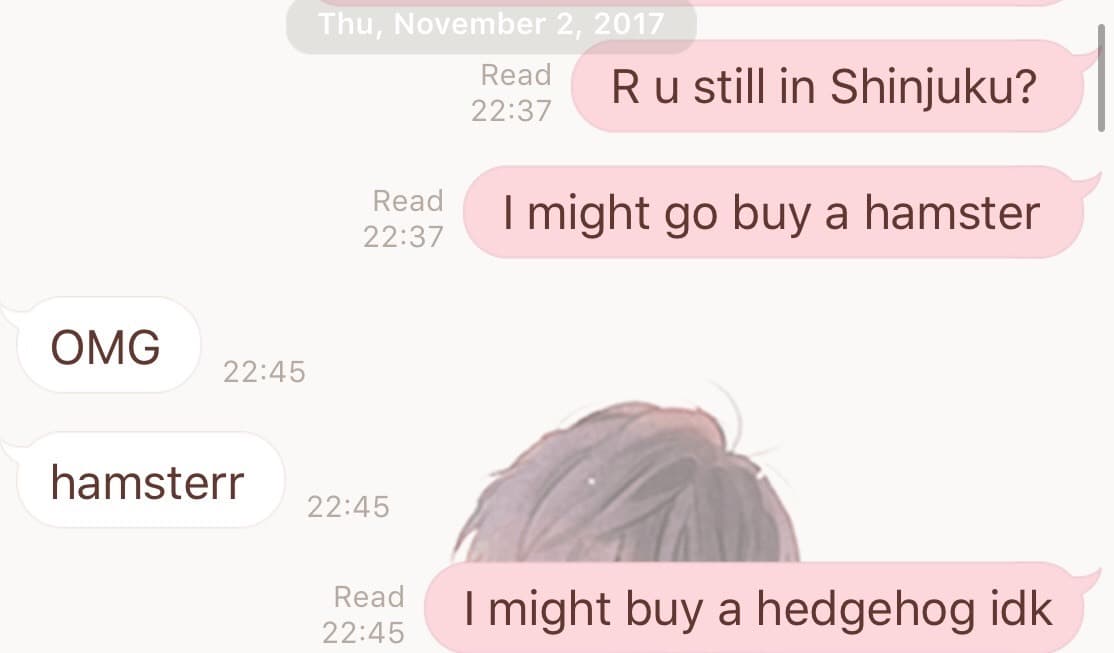 Thu, November 2, 2017
Read
22:37
R u still in Shinjuku?
Read
22:37
I might go buy a hamster
OMG
22:45
hamsterr
22:45
Read
22:45
I might buy a hedgehog idk